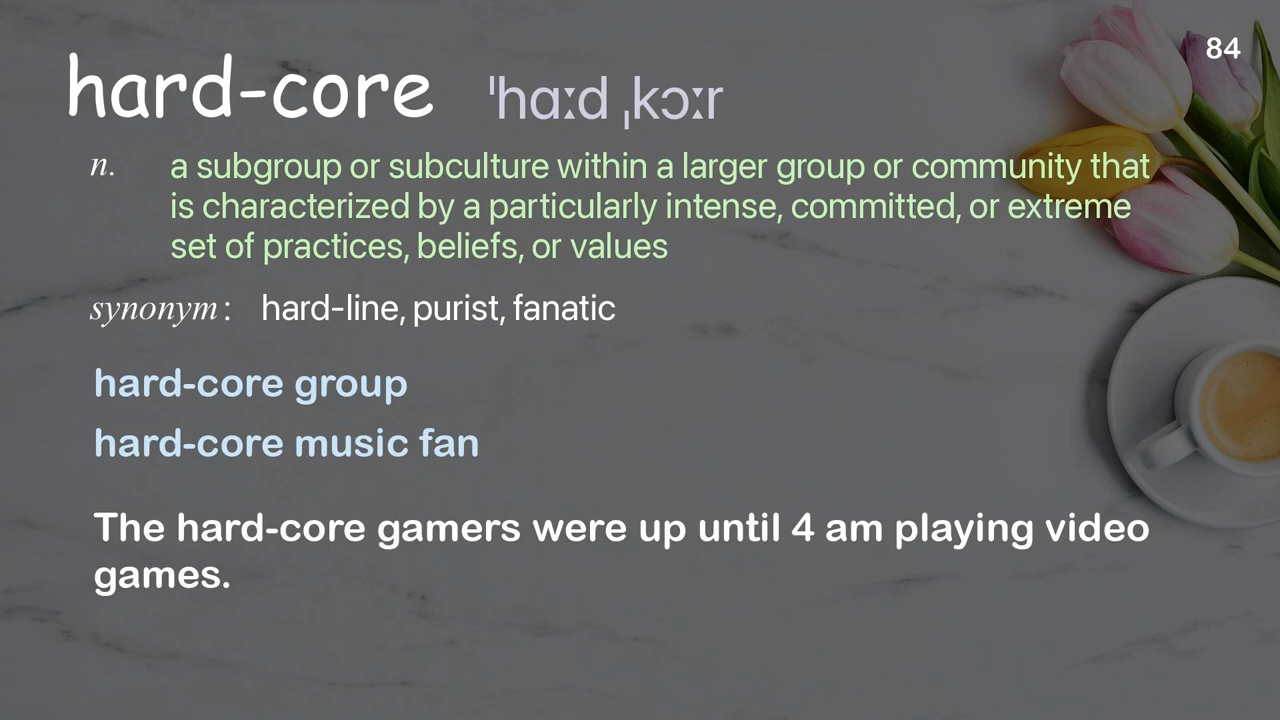 84
hard-core ˈhɑːd ˌkɔːr
n. a subgroup or subculture within a larger group or community that
is characterized by a particularly intense, committed, or extreme
set of practices, beliefs, or values
synonym: hard-line, purist, fanatic
hard-core group
hard-core music fan
The hard-core gamers were up until 4 am playing video
games.